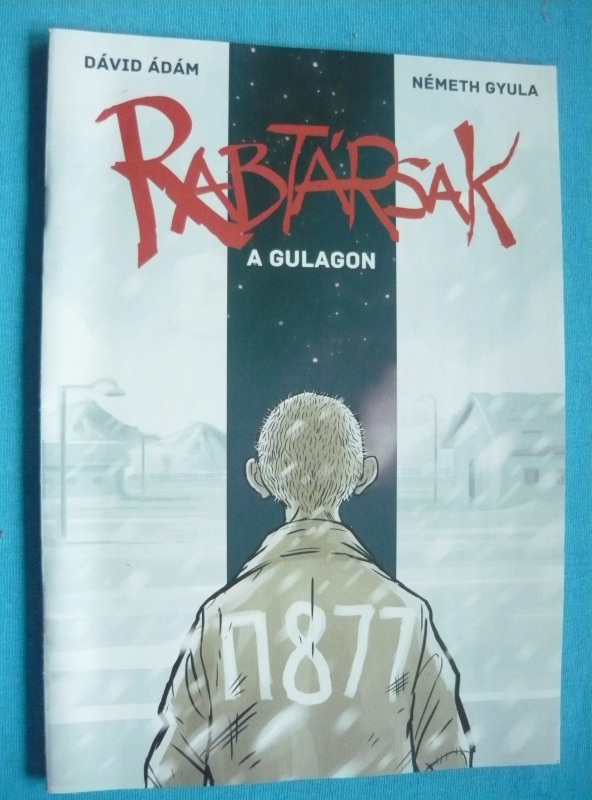 DÁVID ÁDÁM
NÉMETH GYULA
RABTÁRSAK
A GULAGON
П877